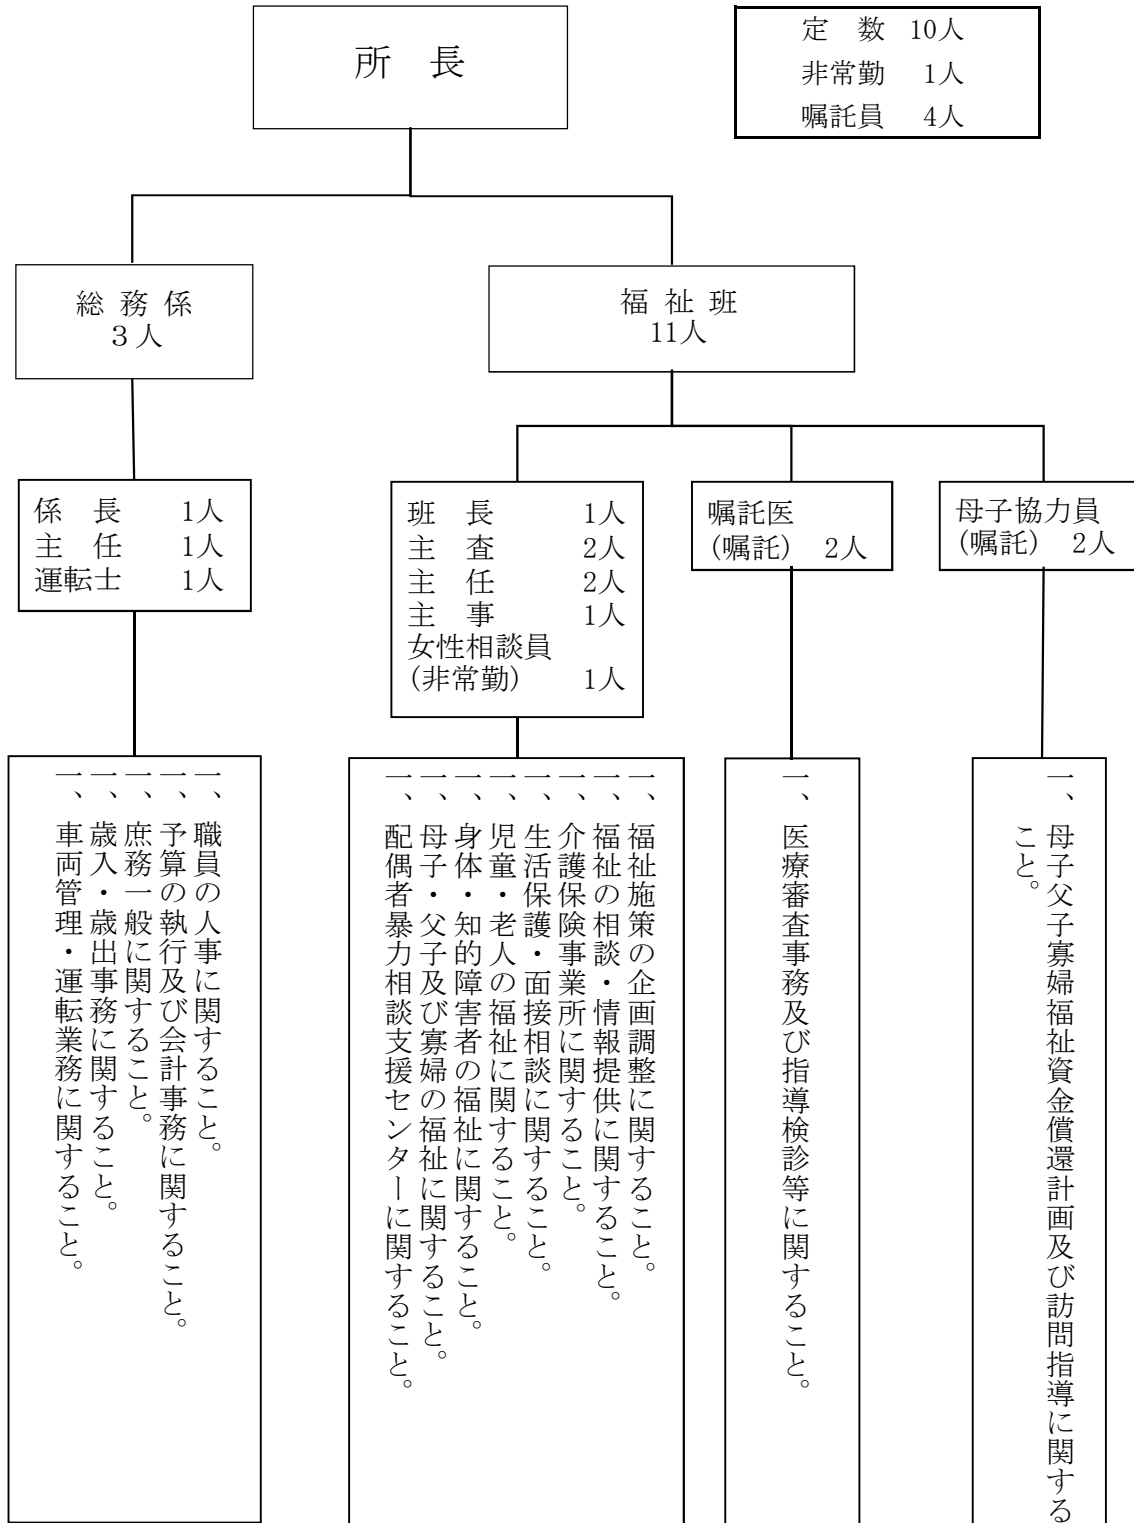 所　長
定　数　10人
非常勤　1人
嘱託員　4人
総 務 係
３人
福 祉 班
11人
係　長　1人
主　任　1人
運転士　1人
班　長　1人
主　査　2人
主　任　2人
主　事　1人
女性相談員
(非常勤)　1人
嘱託医
(嘱託)　2人
母子協力員
(嘱託)　2人
一、職員の人事に関すること。
一、予算の執行及び会計事務に関すること。
一、庶務一般に関すること。
一、歳入・歳出事務に関すること。
一、車両管理・運転業務に関すること。
一、福祉施策の企画調整に関すること。
一、福祉の相談・情報提供に関すること。
一、介護保険事業所に関すること。
一、生活保護・面接相談に関すること。
一、児童・老人の福祉に関すること。
一、身体・知的障害者の福祉に関すること。
一、母子・父子及び寡婦の福祉に関すること。
一、配偶者暴力相談支援センターに関すること。
一、医療審査事務及び指導検診等に関すること。
一、母子父子寡婦福祉資金償還計画及び訪問指導に関する
こと。